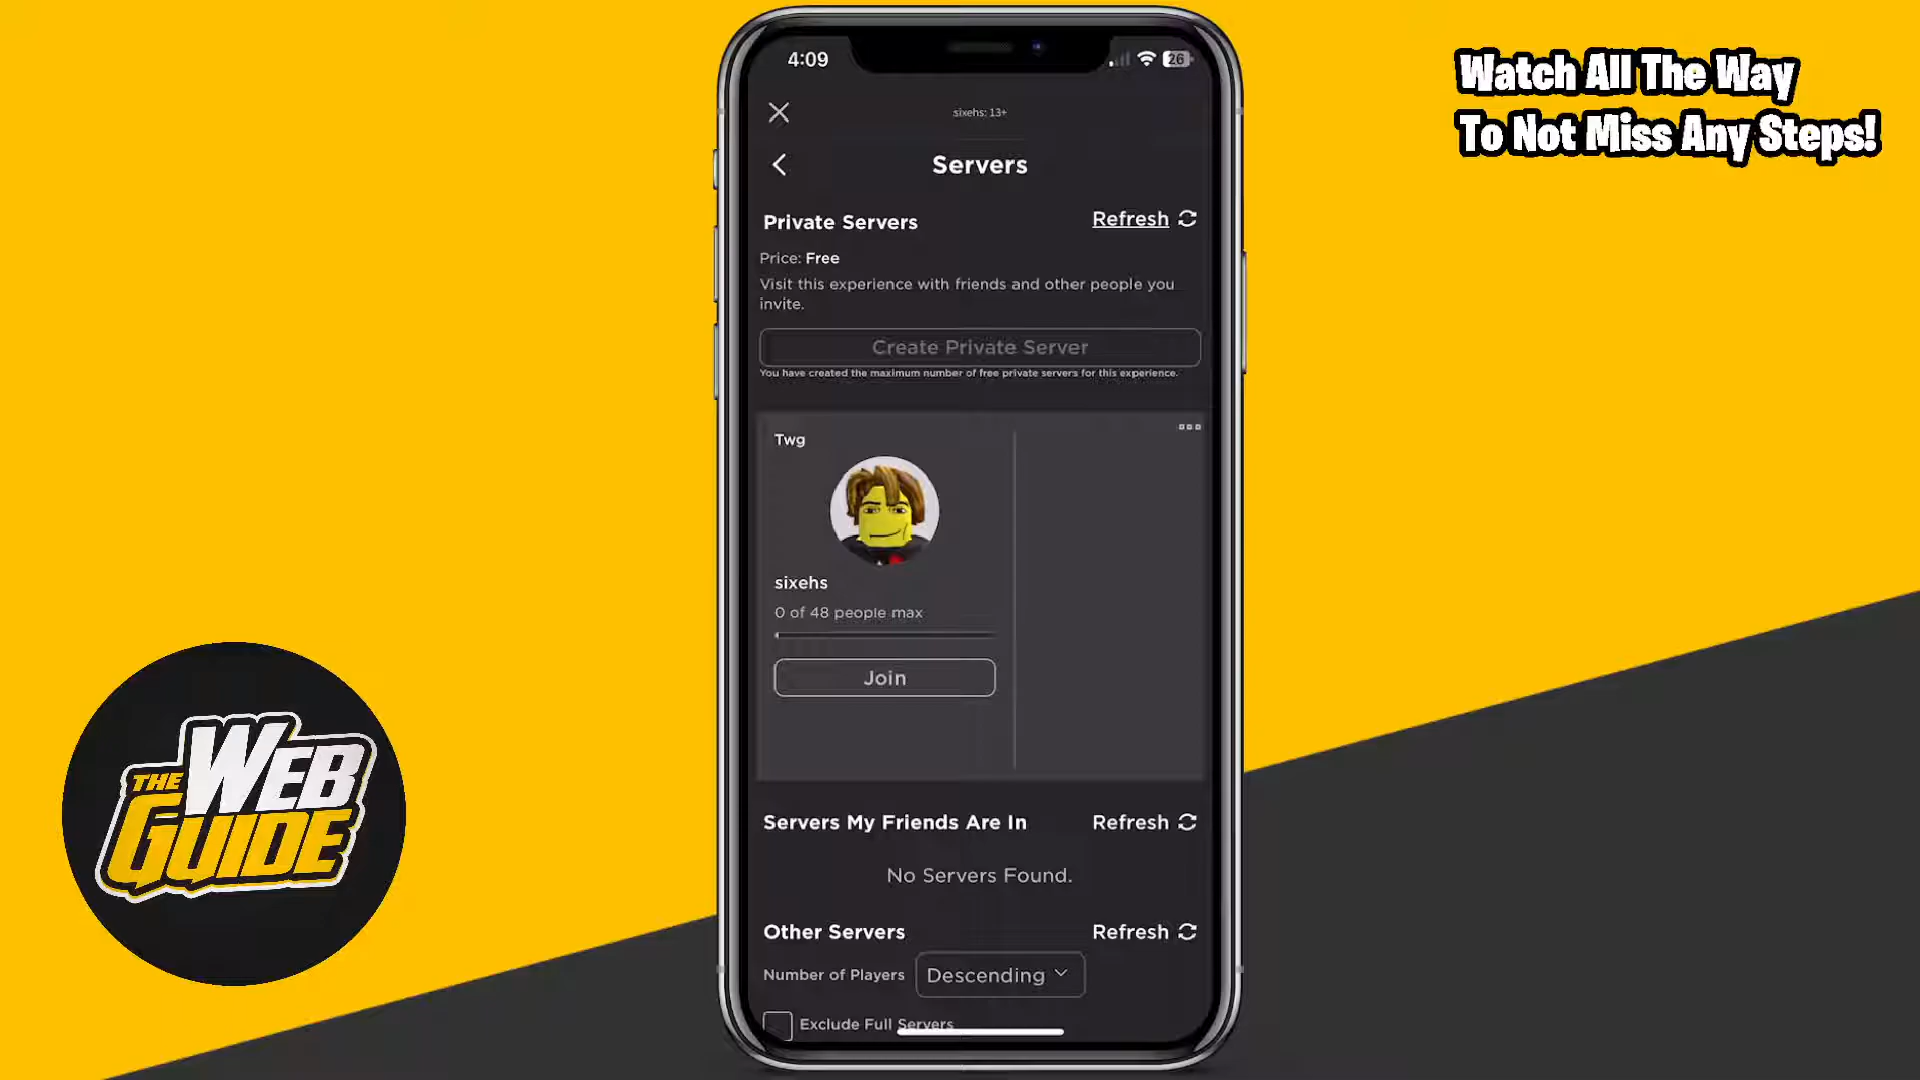 Watch All The Way
To Not Miss Any Steps!
4:09
26
sixehs: 13+
Servers
Private Servers
Refresh
Price: Free
Visit this experience with friends and other people you
invite.
Create Private Server
You have created the maximum number of free private servers for this experience.
Twg
sixehs
0 of 48 people max
Join
Servers My Friends Are In
Refresh
No Servers Found.
Other Servers
Refresh
Number of Players
Descending
Exclude Full Servers
THE WEB
GUIDE